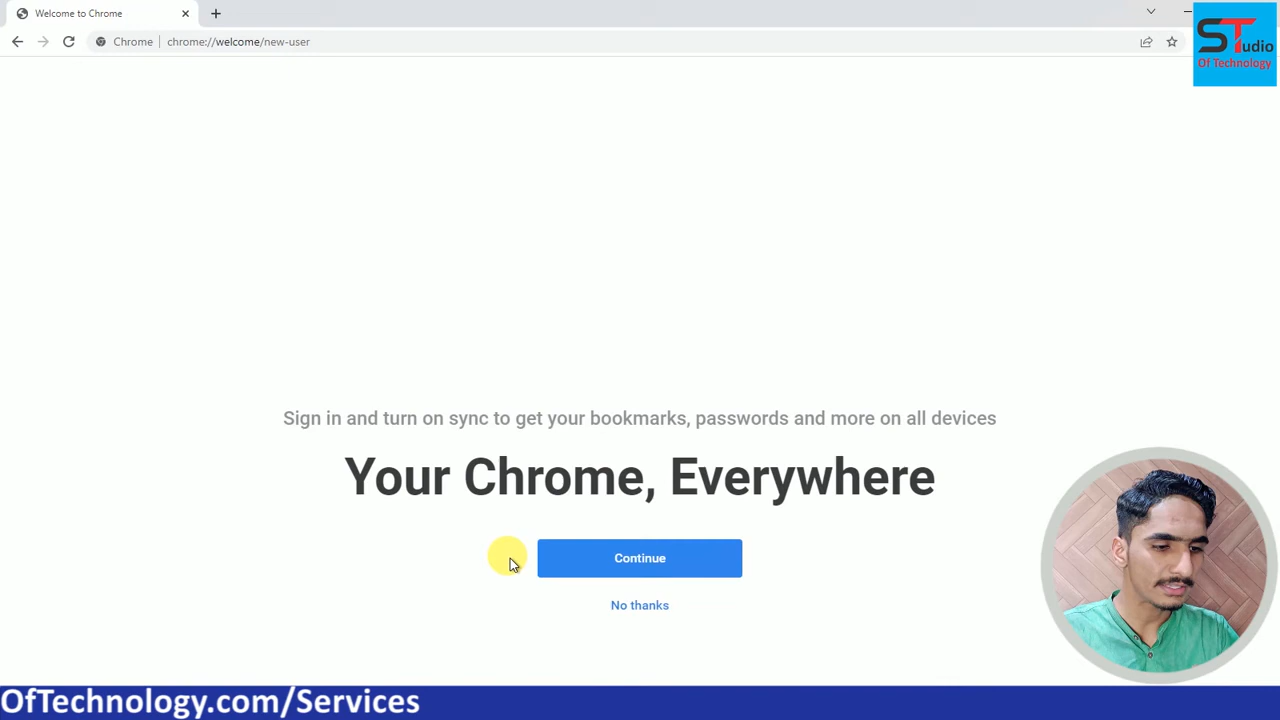 Welcome to Chrome
Chrome
chrome://welcome/new-user
STudio
Of Technology
Sign in and turn on sync to get your bookmarks, passwords and more on all devices
Your Chrome, Everywhere
Continue
No thanks
OfTechnology.com/Services